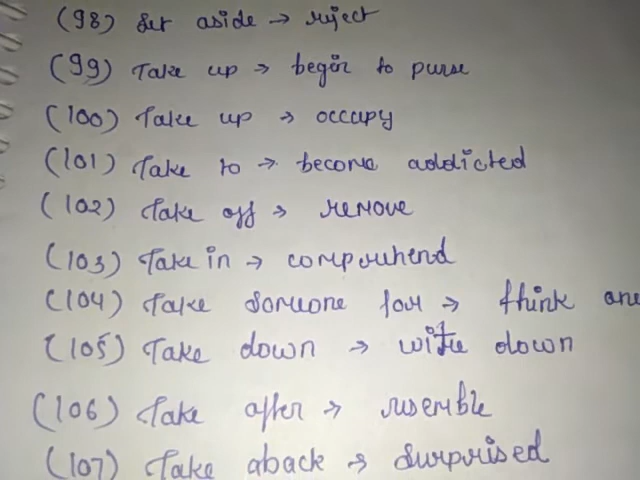 (98) Set aside → reject
(99) Take up → begin to purse
(100) Take up → occupy
(101) Take to → become addicted
(102) Take off → remove
(103) Take in → comprehend
(104) Take someone for → think
(105) Take down → write down
(106) Take after → resemble
(107) Take aback → surprised